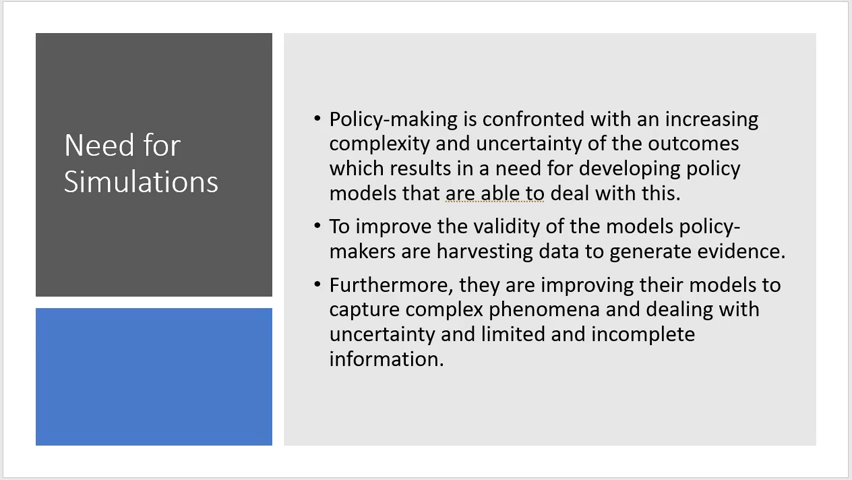 Need for
Simulations
• Policy-making is confronted with an increasing
complexity and uncertainty of the outcomes
which results in a need for developing policy
models that are able to deal with this.
• To improve the validity of the models policy-
makers are harvesting data to generate evidence.
• Furthermore, they are improving their models to
capture complex phenomena and dealing with
uncertainty and limited and incomplete
information.